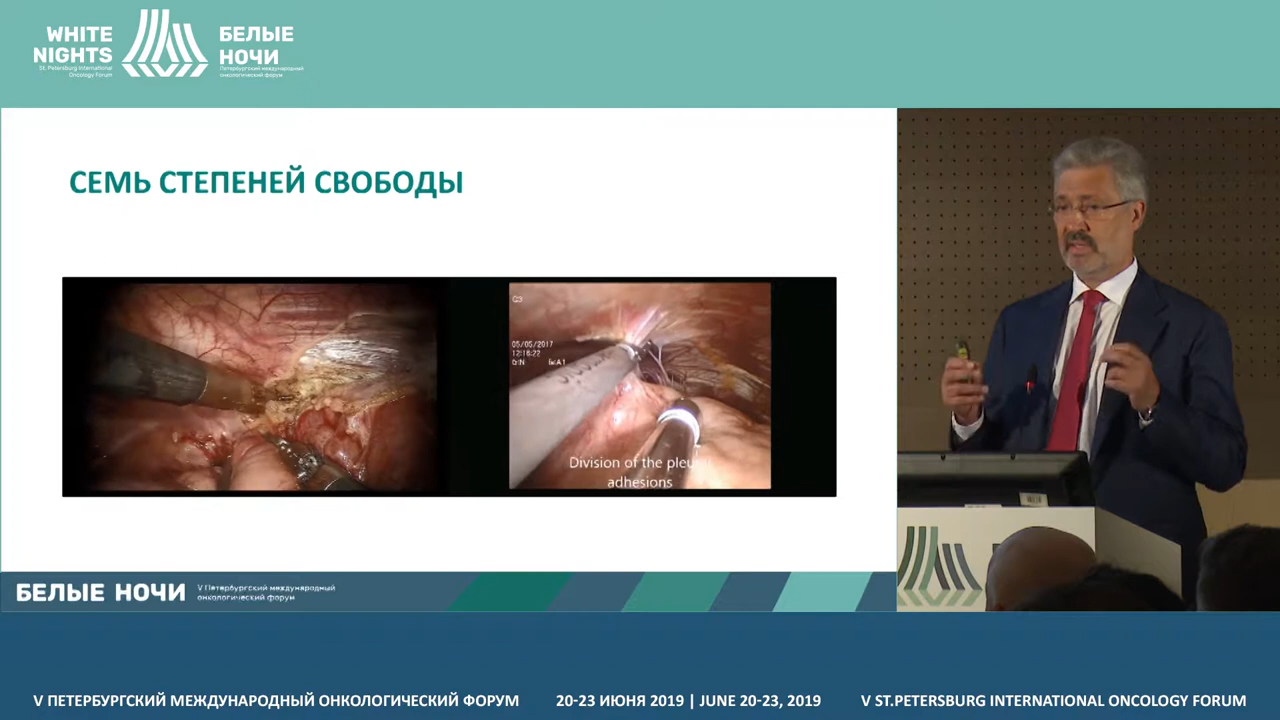 WHITE
NIGHTS
St. Petersburg International
Oncology Forum
БЕЛЫЕ
НОЧИ
Петербургский международный
онкологический форум
СЕМЬ СТЕПЕНЕЙ СВОБОДЫ
05/05/2017
12:16:22
Division of the pleu
adhesions
БЕЛЫЕ НОЧИ
V Петербургский международный
онкологический форум
V ПЕТЕРБУРГСКИЙ МЕЖДУНАРОДНЫЙ ОНКОЛОГИЧЕСКИЙ ФОРУМ
20-23 ИЮНЯ 2019 | JUNE 20-23, 2019
V ST.PETERSBURG INTERNATIONAL ONCOLOGY FORUM